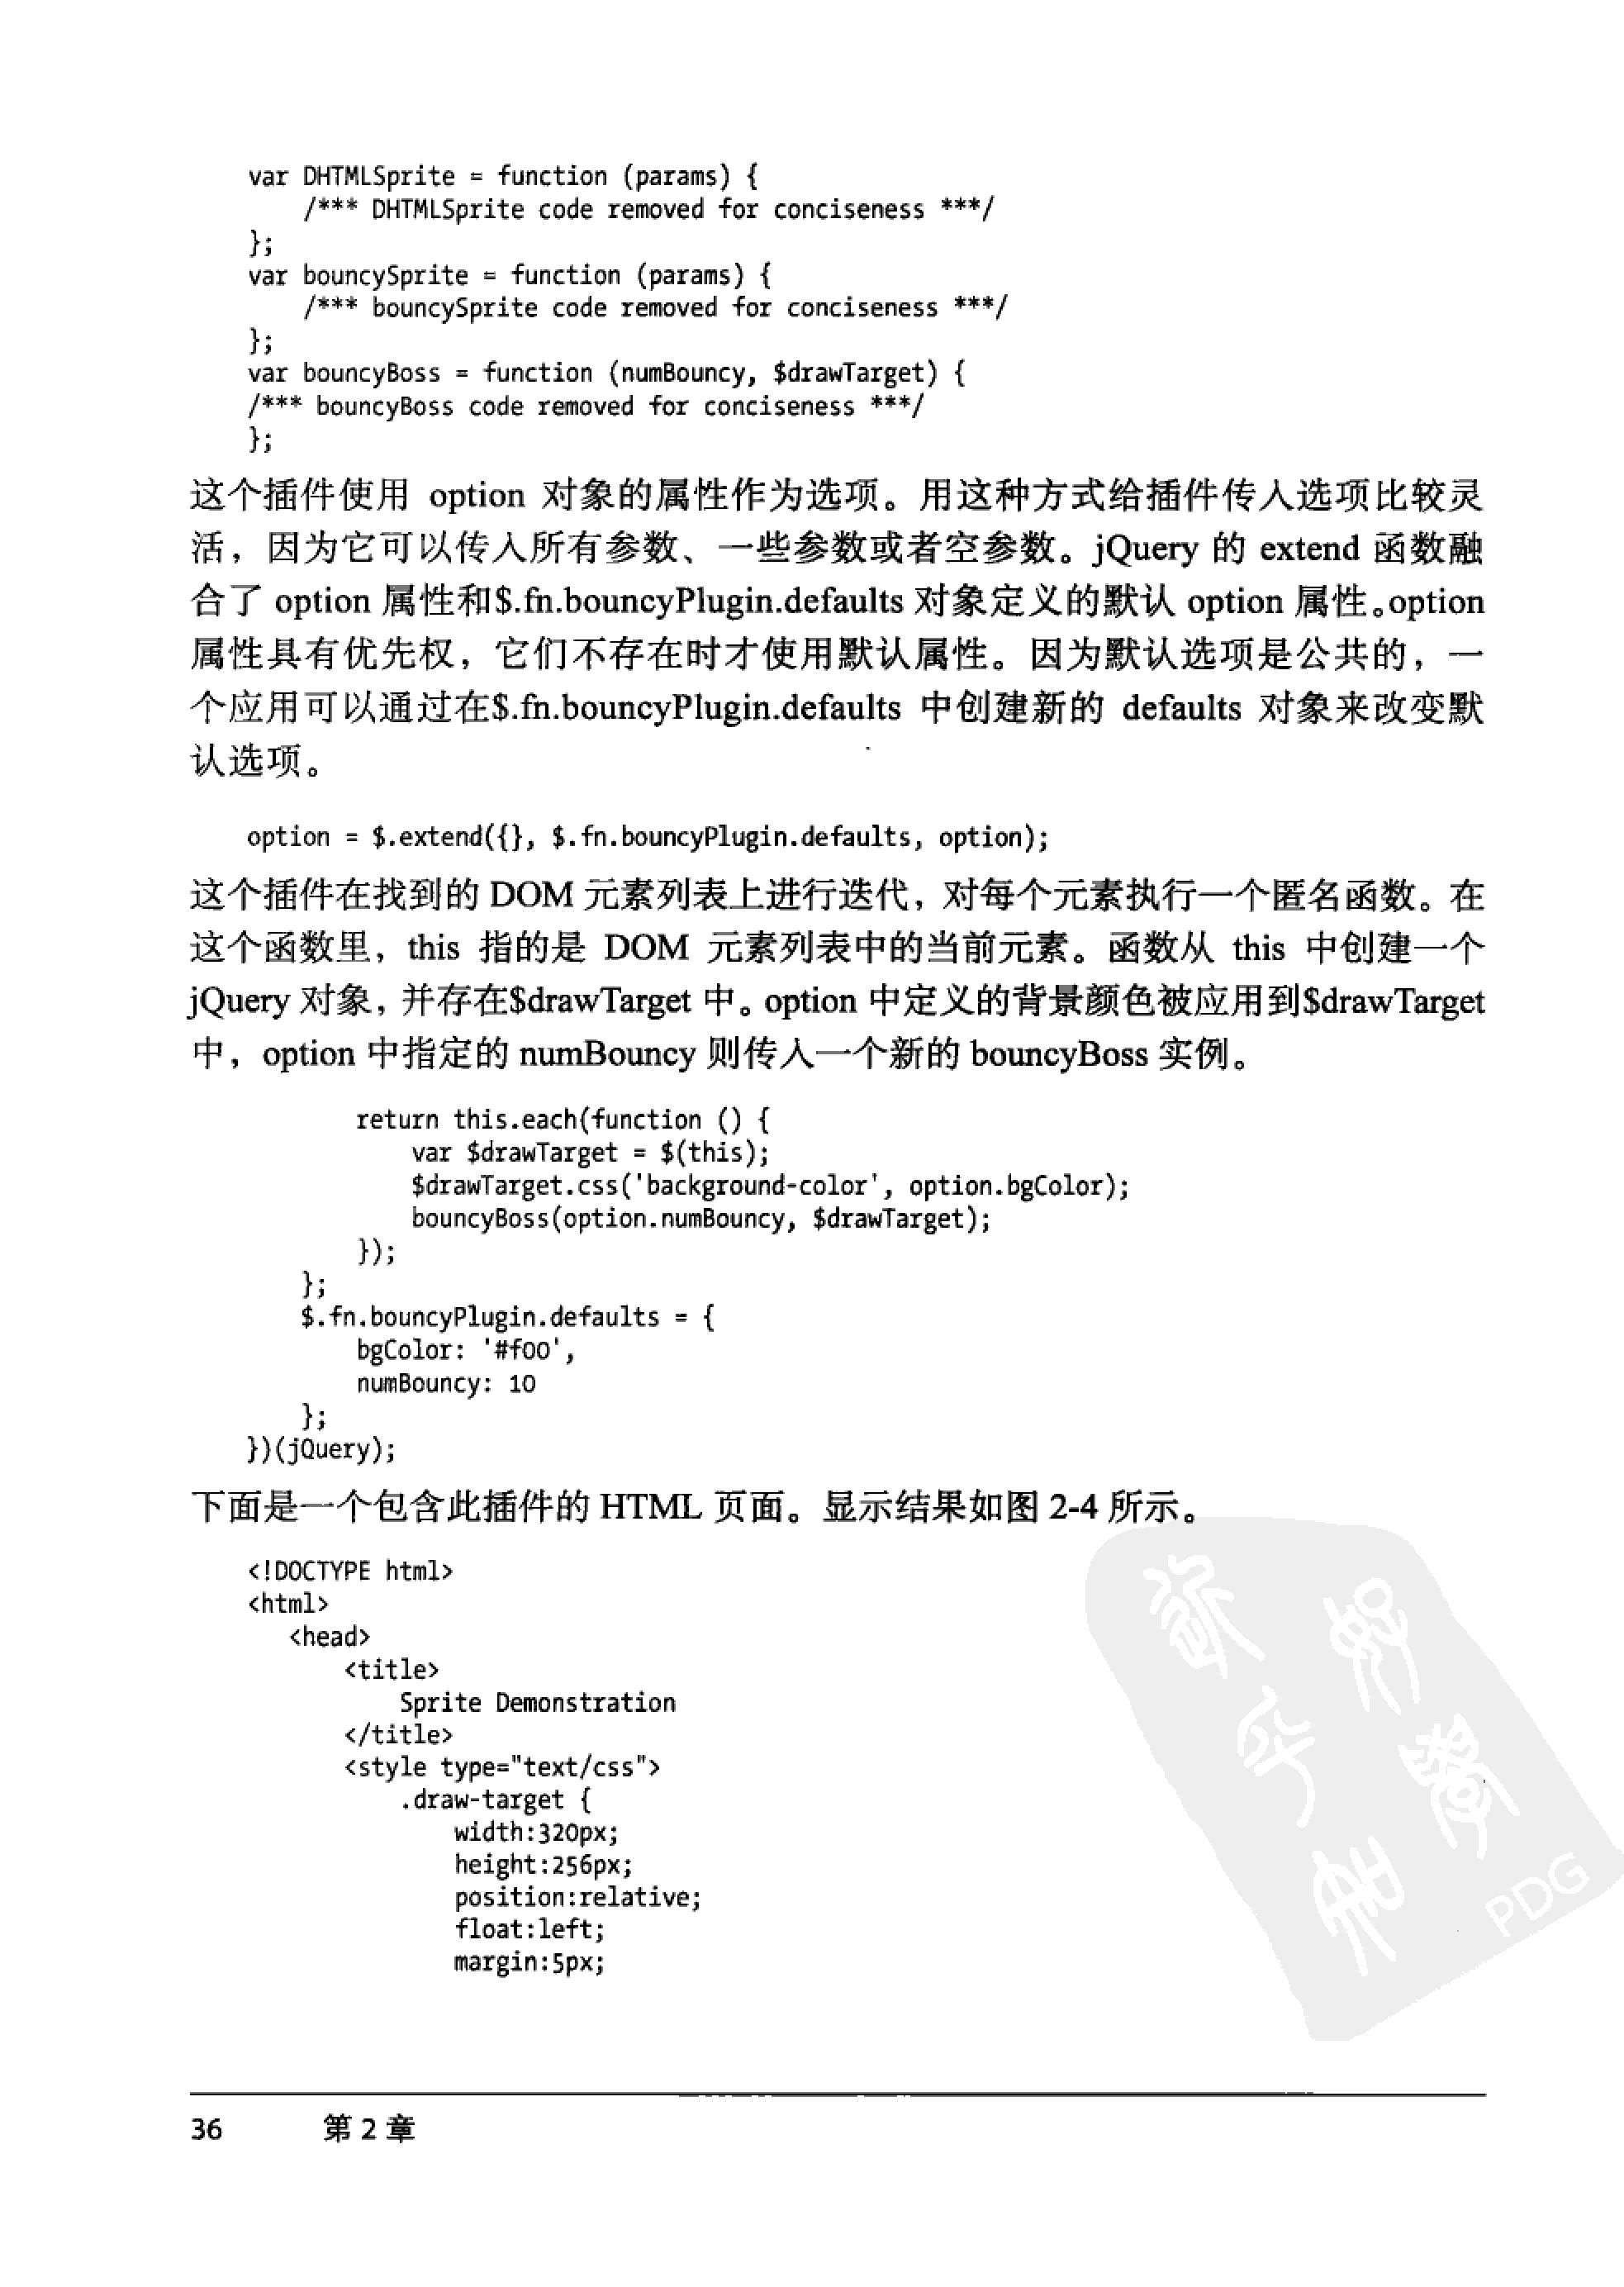 var DHTMLSprite = function (params) {
    /*** DHTMLSprite code removed for conciseness ***/
};
var bouncySprite = function (params) {
    /*** bouncySprite code removed for conciseness ***/
};
var bouncyBoss = function (numBouncy, $drawTarget) {
/*** bouncyBoss code removed for conciseness ***/
};
这个插件使用 option 对象的属性作为选项。用这种方式给插件传入选项比较灵
活，因为它可以传入所有参数、一些参数或者空参数。jQuery 的 extend 函数融
合了 option 属性和$.fn.bouncyPlugin.defaults 对象定义的默认 option 属性。option
属性具有优先权，它们不存在时才使用默认属性。因为默认选项是公共的，一
个应用可以通过在$.fn.bouncyPlugin.defaults 中创建新的 defaults 对象来改变默
认选项。
option = $.extend({}, $.fn.bouncyPlugin.defaults, option);
这个插件在找到的 DOM 元素列表上进行迭代，对每个元素执行一个匿名函数。在
这个函数里，this 指的是 DOM 元素列表中的当前元素。函数从 this 中创建一个
jQuery 对象，并存在$drawTarget 中。option 中定义的背景颜色被应用到$drawTarget
中，option 中指定的 numBouncy 则传入一个新的 bouncyBoss 实例。
        return this.each(function () {
            var $drawTarget = $(this);
            $drawTarget.css('background-color', option.bgColor);
            bouncyBoss(option.numBouncy, $drawTarget);
        });
    };
    $.fn.bouncyPlugin.defaults = {
        bgColor: '#f00',
        numBouncy: 10
    };
})(jQuery);
下面是一个包含此插件的 HTML 页面。显示结果如图 2-4 所示。
<!DOCTYPE html>
<html>
   <head>
       <title>
           Sprite Demonstration
       </title>
       <style type="text/css">
           .draw-target {
               width:320px;
               height:256px;
               position:relative;
               float:left;
               margin:5px;
PDG
36 第 2 章